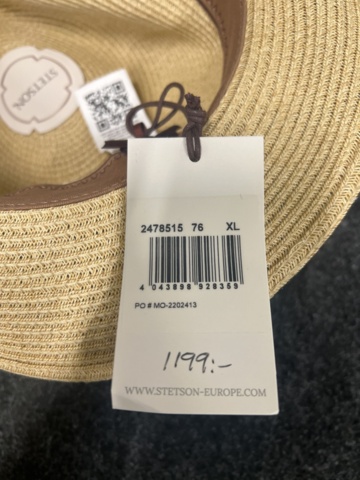 STETSON
2478515 76 XL
4 043898 928359
PO # MO-2202413
1199:-
WWW.STETSON-EUROPE.COM